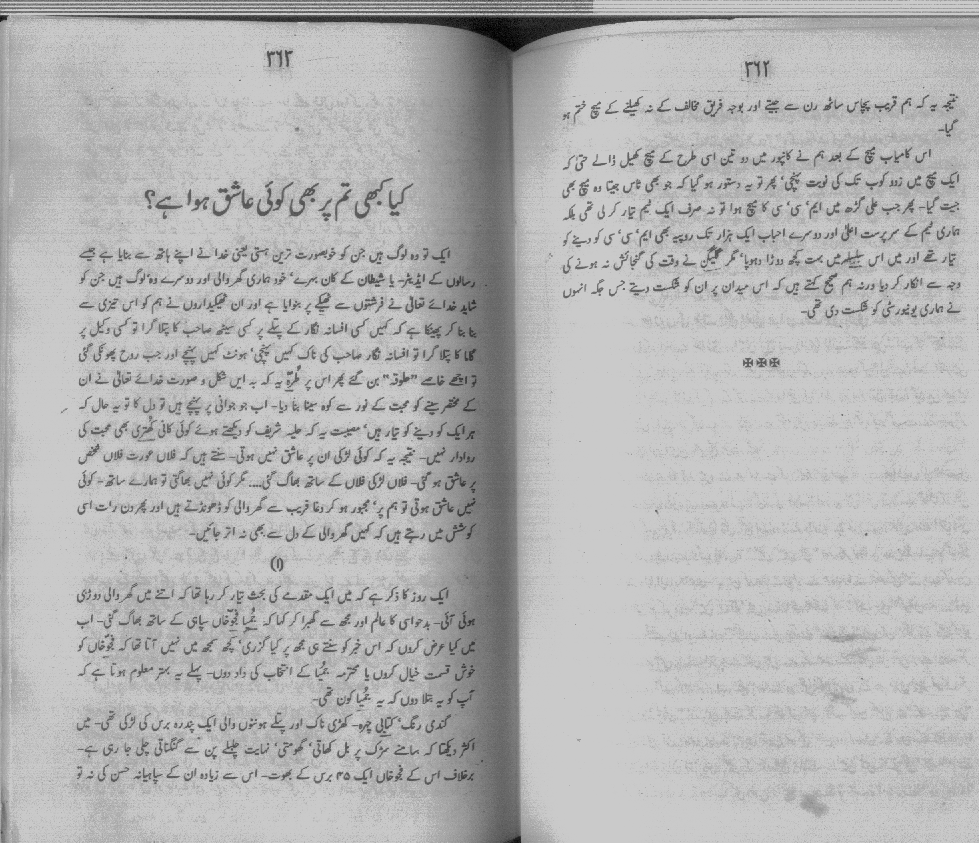 ٣٦٢
نتیجہ یہ کہ ہم قریب پچاس ساٹھ رن سے جیتے اور بوجہ فریق مخالف کے نہ کھیلنے کے میچ ختم ہو
گیا۔
اس کامیاب میچ کے بعد ہم نے کانپور میں دو تین اسی طرح کے میچ کھیل ڈالے حتیٰ کہ
ایک میچ میں زدو کوب تک کی نوبت پہنچی' پھر تو یہ دستور ہو گیا کہ جو بھی ٹاس جیتا وہ میچ بھی
جیت گیا۔ پھر جب علی گڑھ میں ایم' سی' سی کا میچ ہوا تو نہ صرف ایک ٹیم تیار کر لی تھی بلکہ
ہماری ٹیم کے سرپرست اعلیٰ اور دوسرے احباب ایک ہزار تک روپیہ بھی ایم' سی' سی کو دینے کو
تیار تھے اور میں اس سلسلہ میں بہت کچھ دوڑا دھوپا' مگر گلیگن نے وقت کی گنجائش نہ ہونے کی
وجہ سے انکار کر دیا ورنہ ہم صحیح کہتے ہیں کہ اس میدان پر ان کو شکست دیتے جس جگہ انہوں
نے ہماری یونیورسٹی کو شکست دی تھی۔
✠✠✠
٣٦٣
کیا کبھی تم پر بھی کوئی عاشق ہوا ہے؟
ایک تو وہ لوگ ہیں جن کو خوبصورت ترین ہستی یعنی خدا نے اپنے ہاتھ سے بنایا ہے جیسے
رسالوں کے ایڈیٹر۔ یا شیطان کے کان بہرے' خود ہماری گھر والی اور دوسرے وہ لوگ ہیں جن کو
شاید خدائے تعالیٰ نے فرشتوں سے ٹھیکے پر بنوایا ہے اور ان ٹھیکیداروں نے ہم کو اس تیزی سے
بنا بنا کر پھینکا ہے کہ کہیں کسی افسانہ نگار کے پتلے پر کسی سیٹھ صاحب کا پتلا گرا تو کسی وکیل پر
گاما کا پتلا گرا تو افسانہ نگار صاحب کی ناک کہیں پہنچی' ہونٹ کہیں پہنچے اور جب روح پھونکی گئی
تو اچھے خاصے "ملوقہ" بن گئے پھر اس پر طُرّہ یہ کہ بہ ایں شکل و صورت خدائے تعالیٰ نے ان
کے مختصر سینے کو محبت کے نور سے کوہ سینا بنا دیا۔ اب جو جوانی پر پہنچے ہیں تو دل کا تو یہ حال کہ
ہر ایک کو دینے کو تیار ہیں' مصیبت یہ کہ حلیہ شریف کو دیکھتے ہوئے کوئی کانی کھتری بھی محبت کی
روادار نہیں۔ نتیجہ یہ کہ کوئی لڑکی ان پر عاشق نہیں ہوتی۔ سنتے ہیں کہ فلاں عورت فلاں شخص
پر عاشق ہو گئی۔ فلاں لڑکی فلاں کے ساتھ بھاگ گئی.... مگر کوئی نہیں بھاگتی تو ہمارے ساتھ۔ کوئی
نہیں عاشق ہوتی تو ہم پر' مجبور ہو کر دغا فریب سے گھر والی کو ڈھونڈتے ہیں اور پھر دن رات اسی
کوشش میں رہتے ہیں کہ کہیں گھر والی کے دل سے بھی نہ اتر جائیں۔
(۱)
ایک روز کا ذکر ہے کہ میں ایک مقدمے کی بحث تیار کر رہا تھا کہ اتنے میں گھر والی دوڑی
ہوئی آئی۔ بدحواسی کا عالم اور مجھ سے گھبرا کر کہا کہ جُمیا مجوّخاں سپاہی کے ساتھ بھاگ گئی۔ اب
میں کیا عرض کروں کہ اس خبر کو سنتے ہی مجھ پر کیا گزری' کچھ سمجھ میں نہیں آتا تھا کہ مجوّخاں کو
خوش قسمت خیال کروں یا محترمہ جُمیا کے انتخاب کی داد دوں۔ پہلے یہ بہتر معلوم ہوتا ہے کہ
آپ کو یہ بتلا دوں کہ یہ جُمیا کون تھی۔
گندمی رنگ' کتابی چہرہ۔ کھڑی ناک اور پتلے ہونٹوں والی ایک پندرہ برس کی لڑکی تھی۔ میں
اکثر دیکھتا کہ سامنے سڑک پر بل کھاتی' گھومتی' نہایت چلبلے پن سے گنگناتی چلی جا رہی ہے۔
برخلاف اس کے مجوّخاں ایک ۴۵ برس کے بھوت۔ اس سے زیادہ ان کے سپاہیانہ حسن کی نہ تو